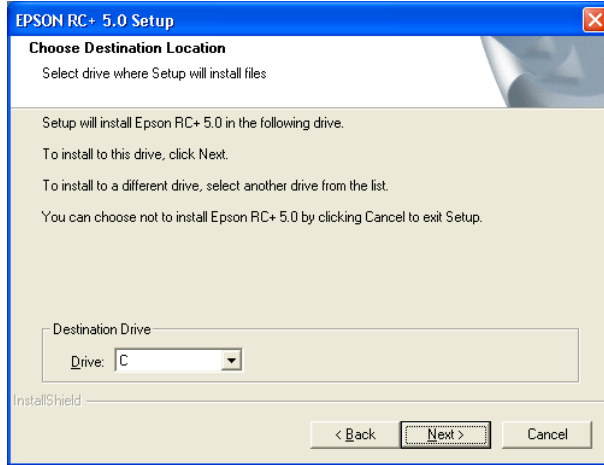 EPSON RC+ 5.0 Setup
Choose Destination Location
Select drive where Setup will install files
Setup will install Epson RC+ 5.0 in the following drive.
To install to this drive, click Next.
To install to a different drive, select another drive from the list.
You can choose not to install Epson RC+ 5.0 by clicking Cancel to exit Setup.
Destination Drive
Drive: C
InstallShield
< Back Next > Cancel